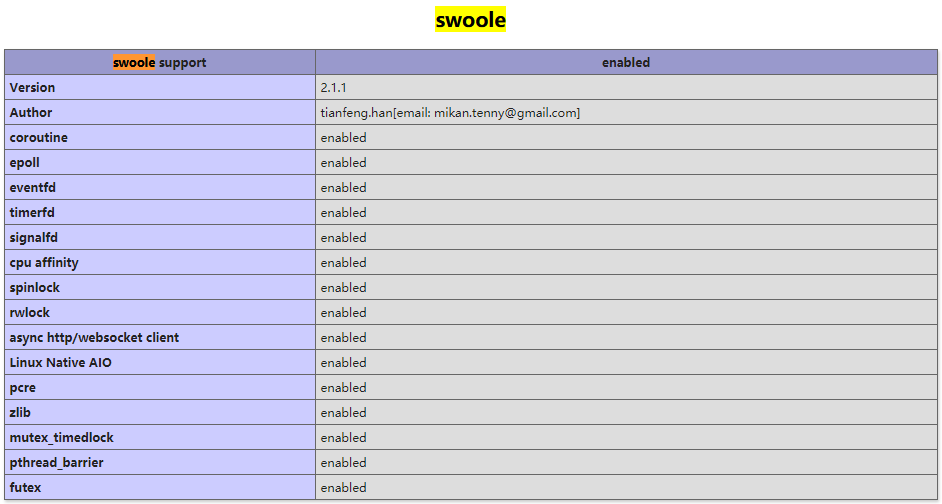 swoole
swoole support enabled
Version 2.1.1
Author tianfeng.han[email: mikan.tenny@gmail.com]
coroutine enabled
epoll enabled
eventfd enabled
timerfd enabled
signalfd enabled
cpu affinity enabled
spinlock enabled
rwlock enabled
async http/websocket client enabled
Linux Native AIO enabled
pcre enabled
zlib enabled
mutex_timedlock enabled
pthread_barrier enabled
futex enabled